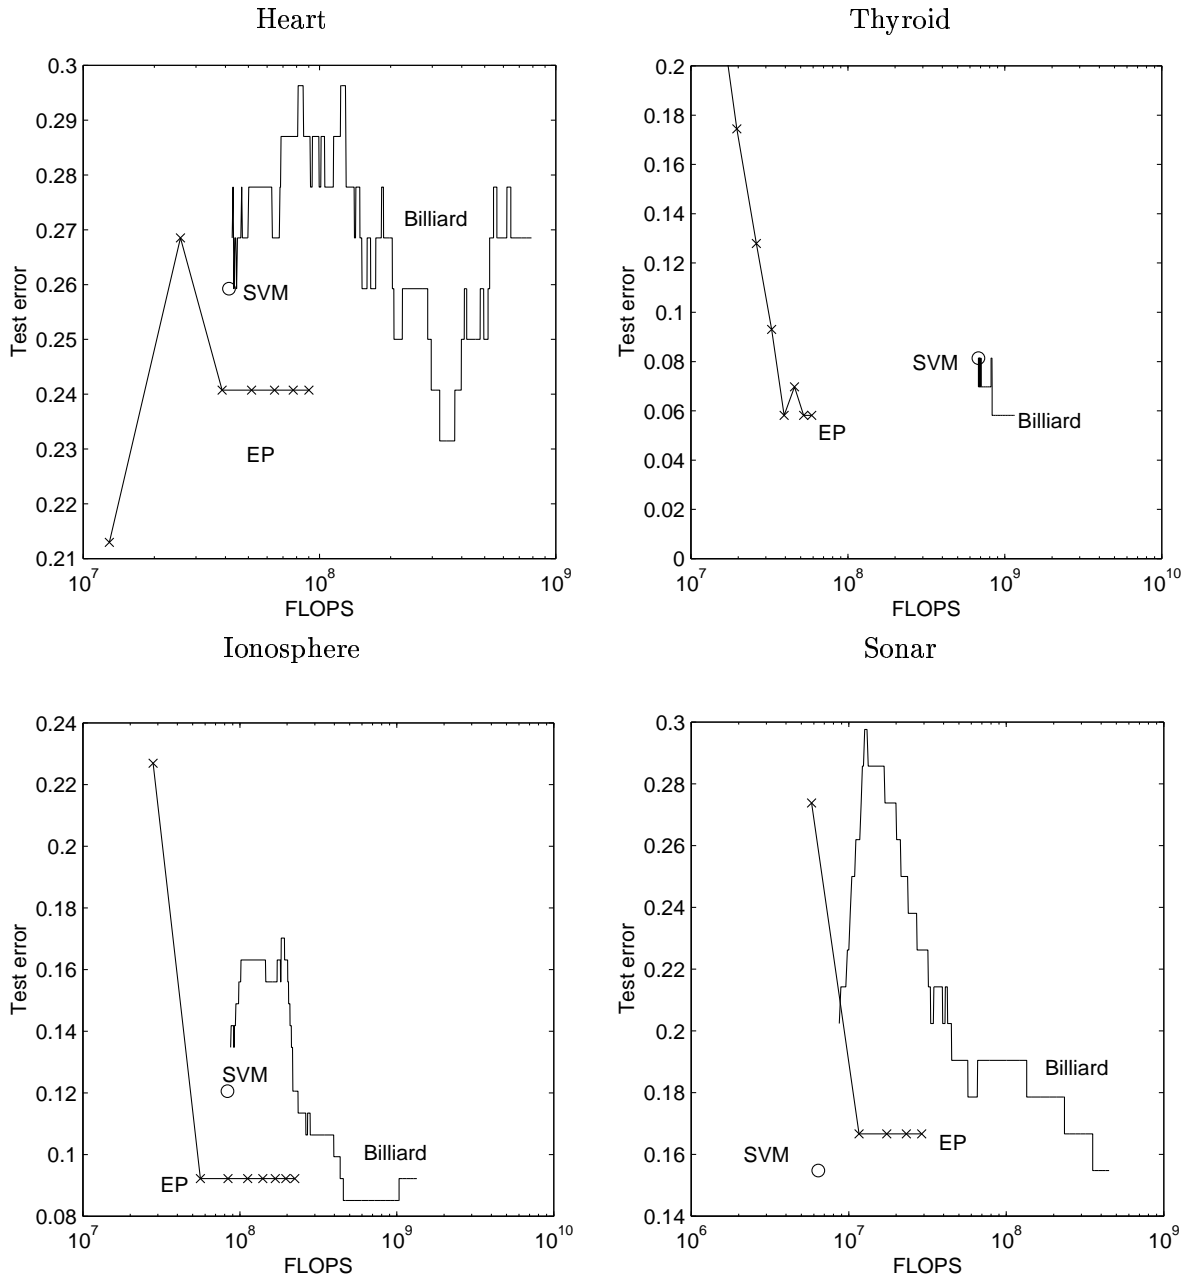 Heart
0.3
0.29
0.28
0.27
0.26
0.25
0.24
0.23
0.22
0.21
Test error
Billiard
SVM
EP
10^7
10^8
10^9
FLOPS
Thyroid
0.2
0.18
0.16
0.14
0.12
0.1
0.08
0.06
0.04
0.02
0
Test error
SVM
Billiard
EP
10^7
10^8
10^9
10^10
FLOPS
Ionosphere
0.24
0.22
0.2
0.18
0.16
0.14
0.12
0.1
0.08
Test error
SVM
Billiard
EP
10^7
10^8
10^9
10^10
FLOPS
Sonar
0.3
0.28
0.26
0.24
0.22
0.2
0.18
0.16
0.14
Test error
Billiard
EP
SVM
10^6
10^7
10^8
10^9
FLOPS